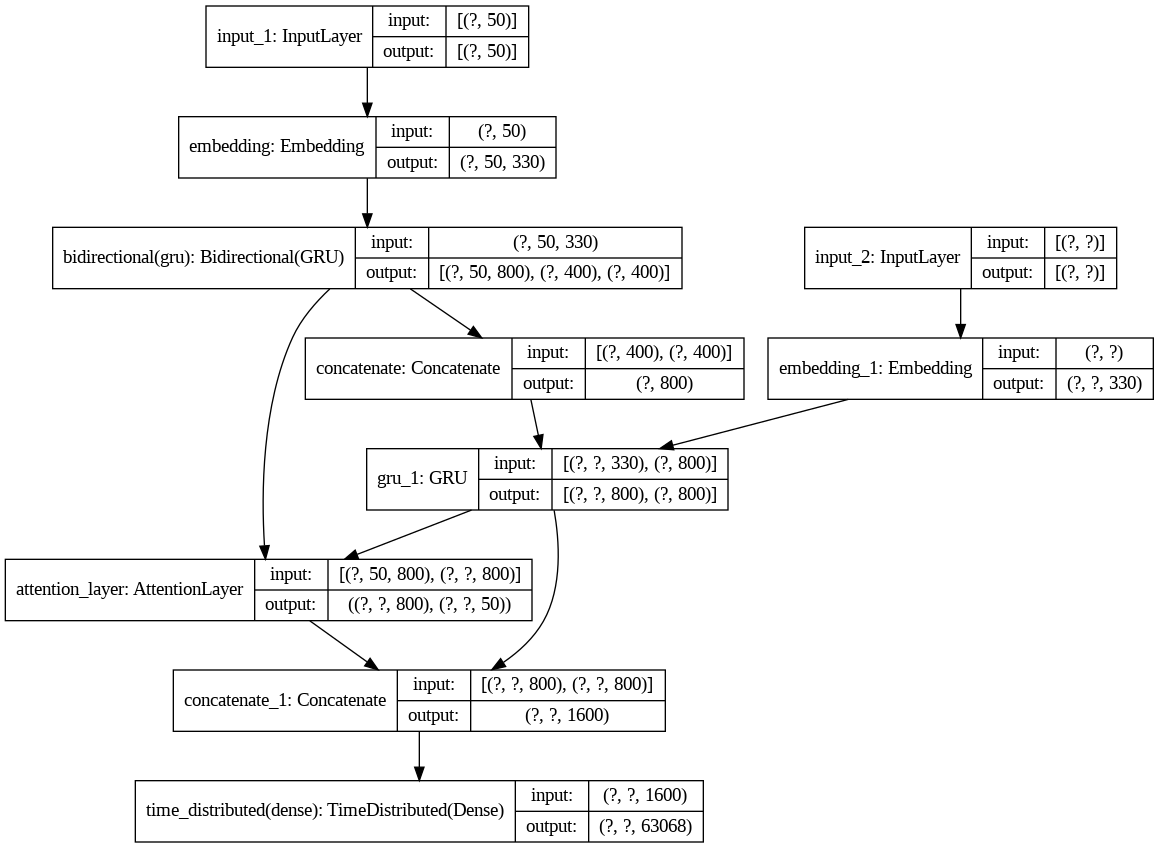 input_1: InputLayer
input: [(?, 50)]
output: [(?, 50)]
embedding: Embedding
input: (?, 50)
output: (?, 50, 330)
bidirectional(gru): Bidirectional(GRU)
input: (?, 50, 330)
output: [(?, 50, 800), (?, 400), (?, 400)]
input_2: InputLayer
input: [(?, ?)]
output: [(?, ?)]
concatenate: Concatenate
input: [(?, 400), (?, 400)]
output: (?, 800)
embedding_1: Embedding
input: (?, ?)
output: (?, ?, 330)
gru_1: GRU
input: [(?, ?, 330), (?, 800)]
output: [(?, ?, 800), (?, 800)]
attention_layer: AttentionLayer
input: [(?, 50, 800), (?, ?, 800)]
output: ((?, ?, 800), (?, ?, 50))
concatenate_1: Concatenate
input: [(?, ?, 800), (?, ?, 800)]
output: (?, ?, 1600)
time_distributed(dense): TimeDistributed(Dense)
input: (?, ?, 1600)
output: (?, ?, 63068)